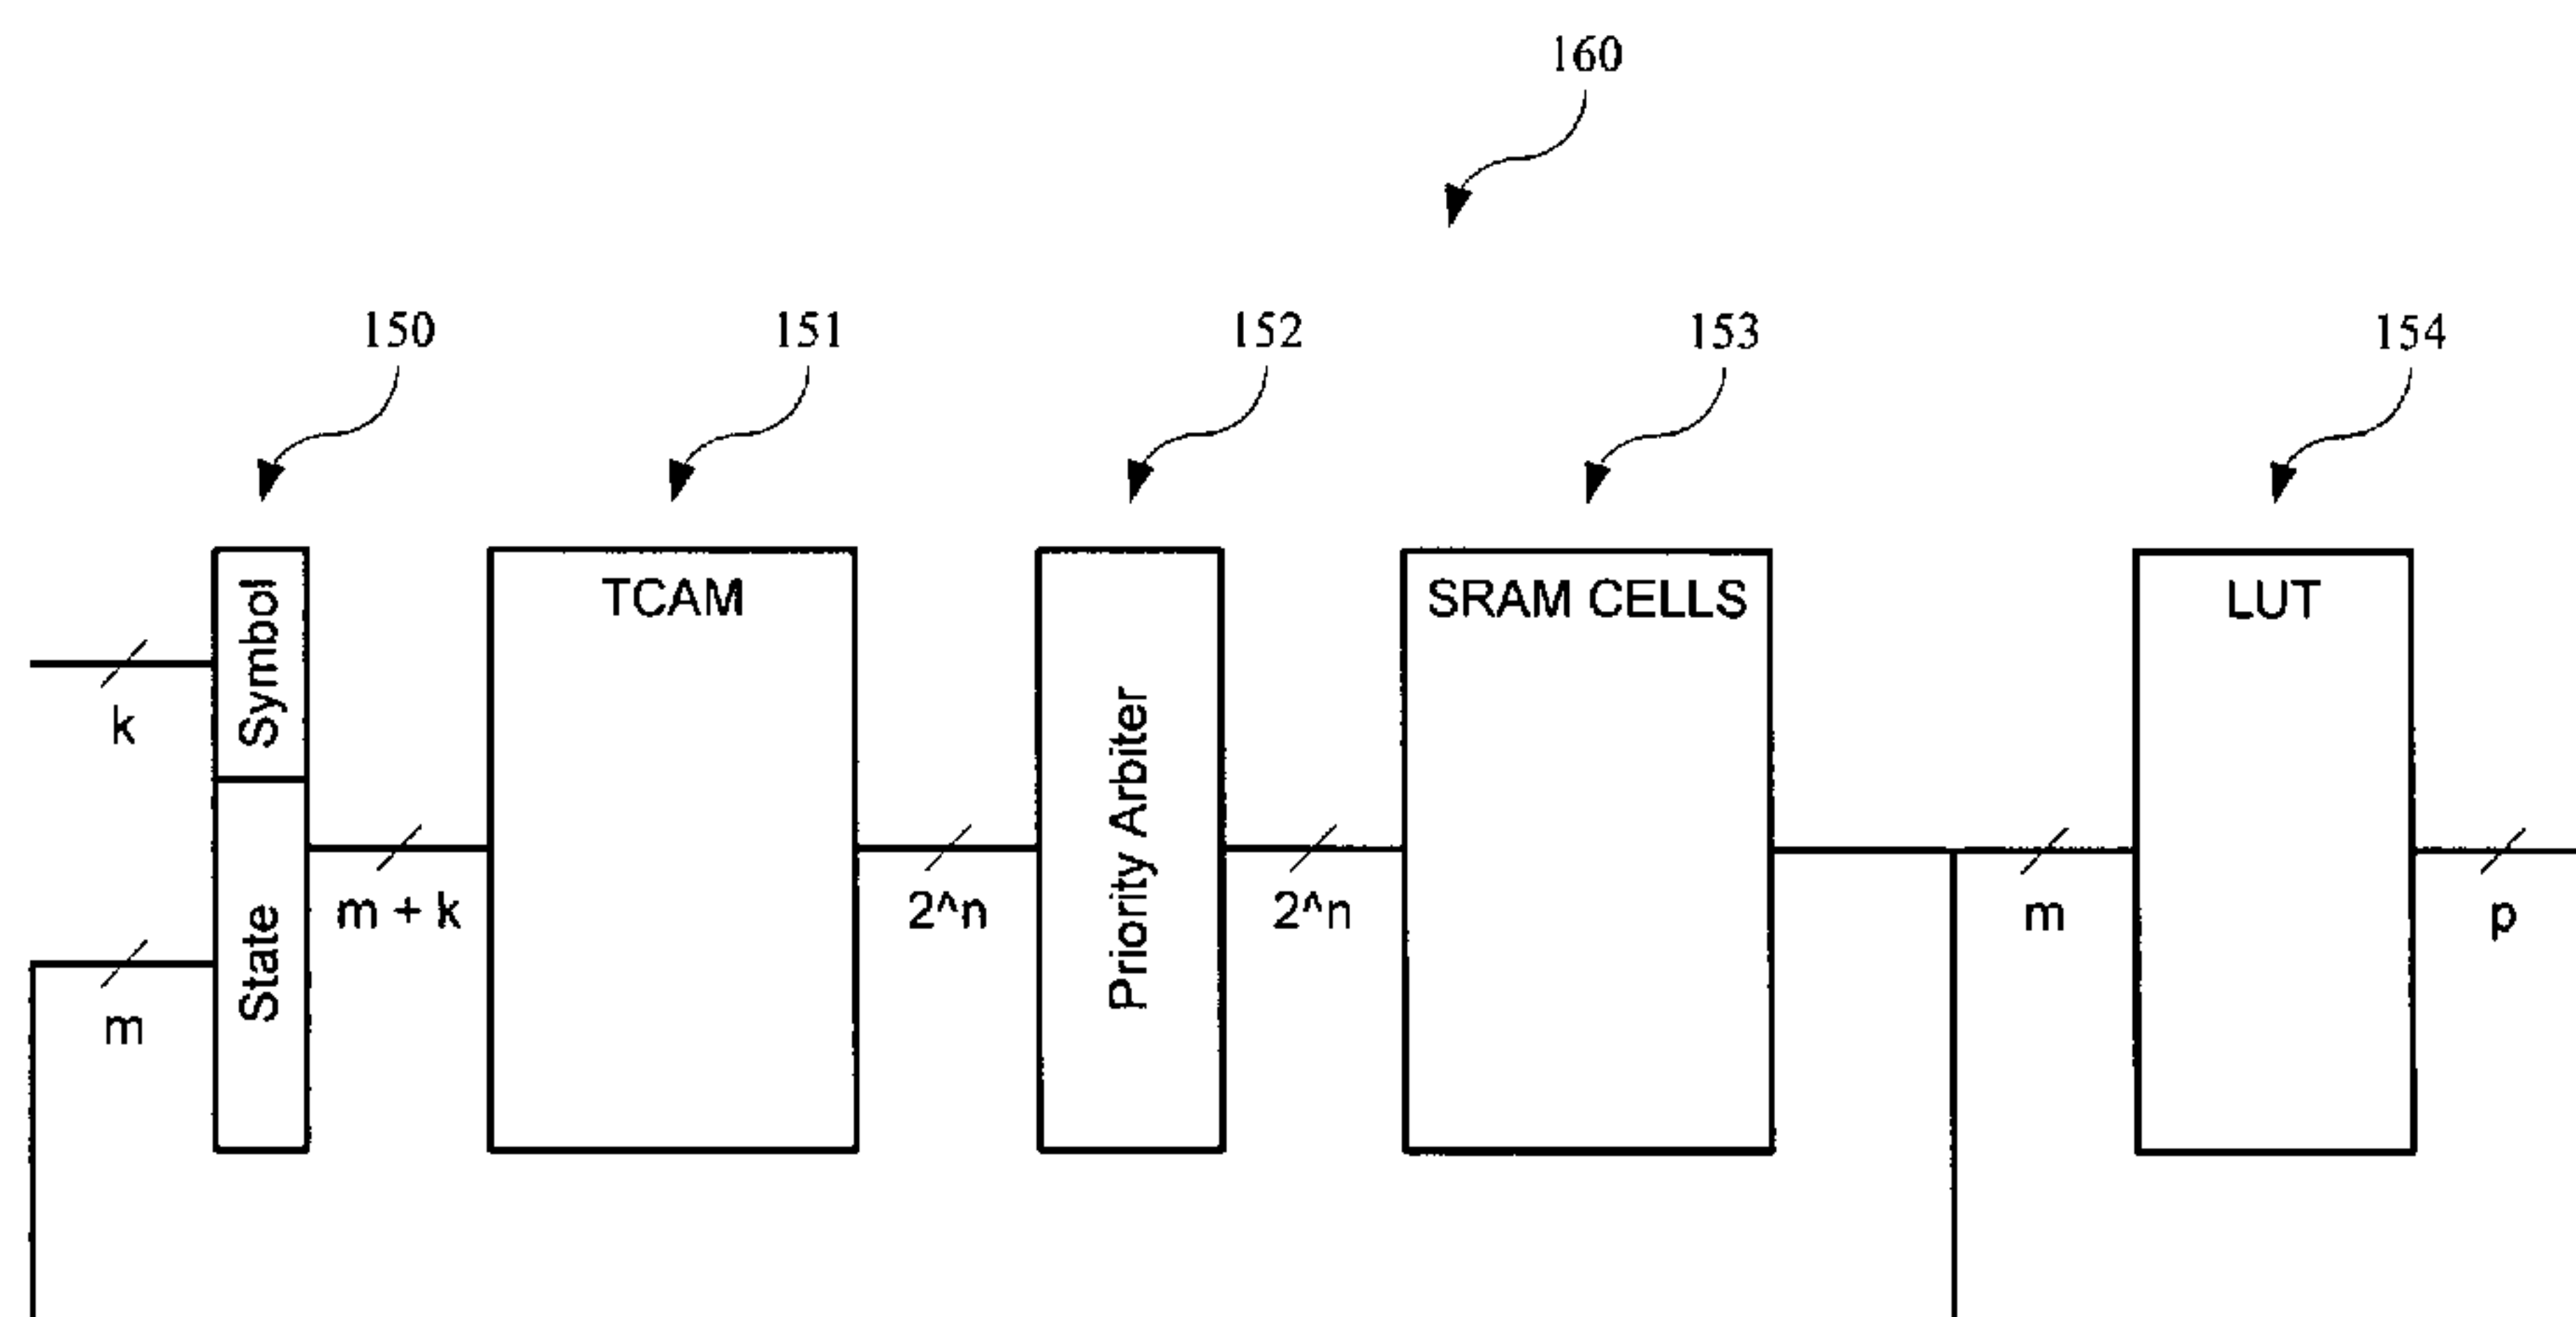 160
150
151
152
153
154
Symbol
State
TCAM
Priority Arbiter
SRAM CELLS
LUT
k
m
m + k
2^n
2^n
m
p